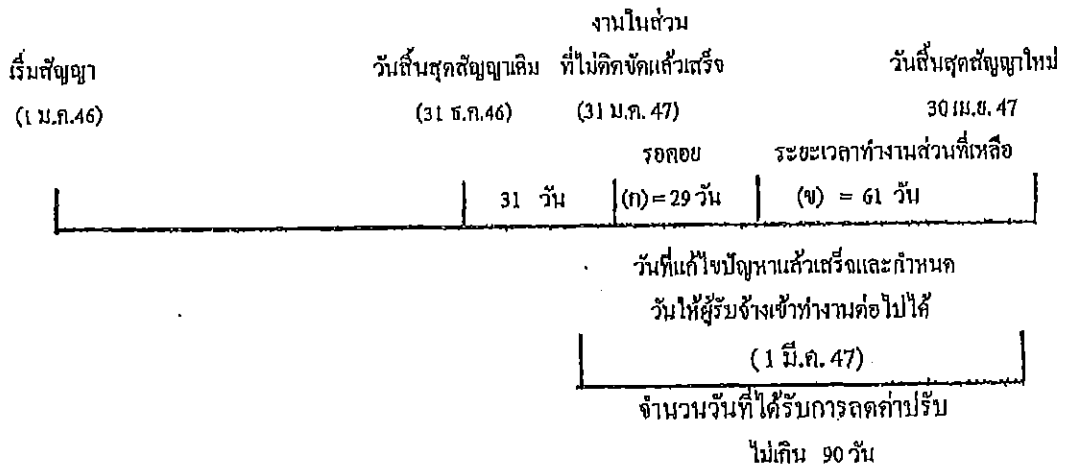 งานในส่วน
เริ่มสัญญา วันสิ้นสุดสัญญาเดิม ที่ไม่ติดขัดแล้วเสร็จ วันสิ้นสุดสัญญาใหม่
(1 ม.ค.46) (31 ธ.ค.46) (31 ม.ค. 47) 30 เม.ย. 47
รอคอย ระยะเวลาทำงานส่วนที่เหลือ
31 วัน (ก) = 29 วัน (ข) = 61 วัน
วันที่แก้ไขปัญหาแล้วเสร็จและกำหนด
วันให้ผู้รับจ้างเข้าทำงานต่อไปได้
(1 มี.ค. 47)
จำนวนวันที่ได้รับการลดค่าปรับ
ไม่เกิน 90 วัน